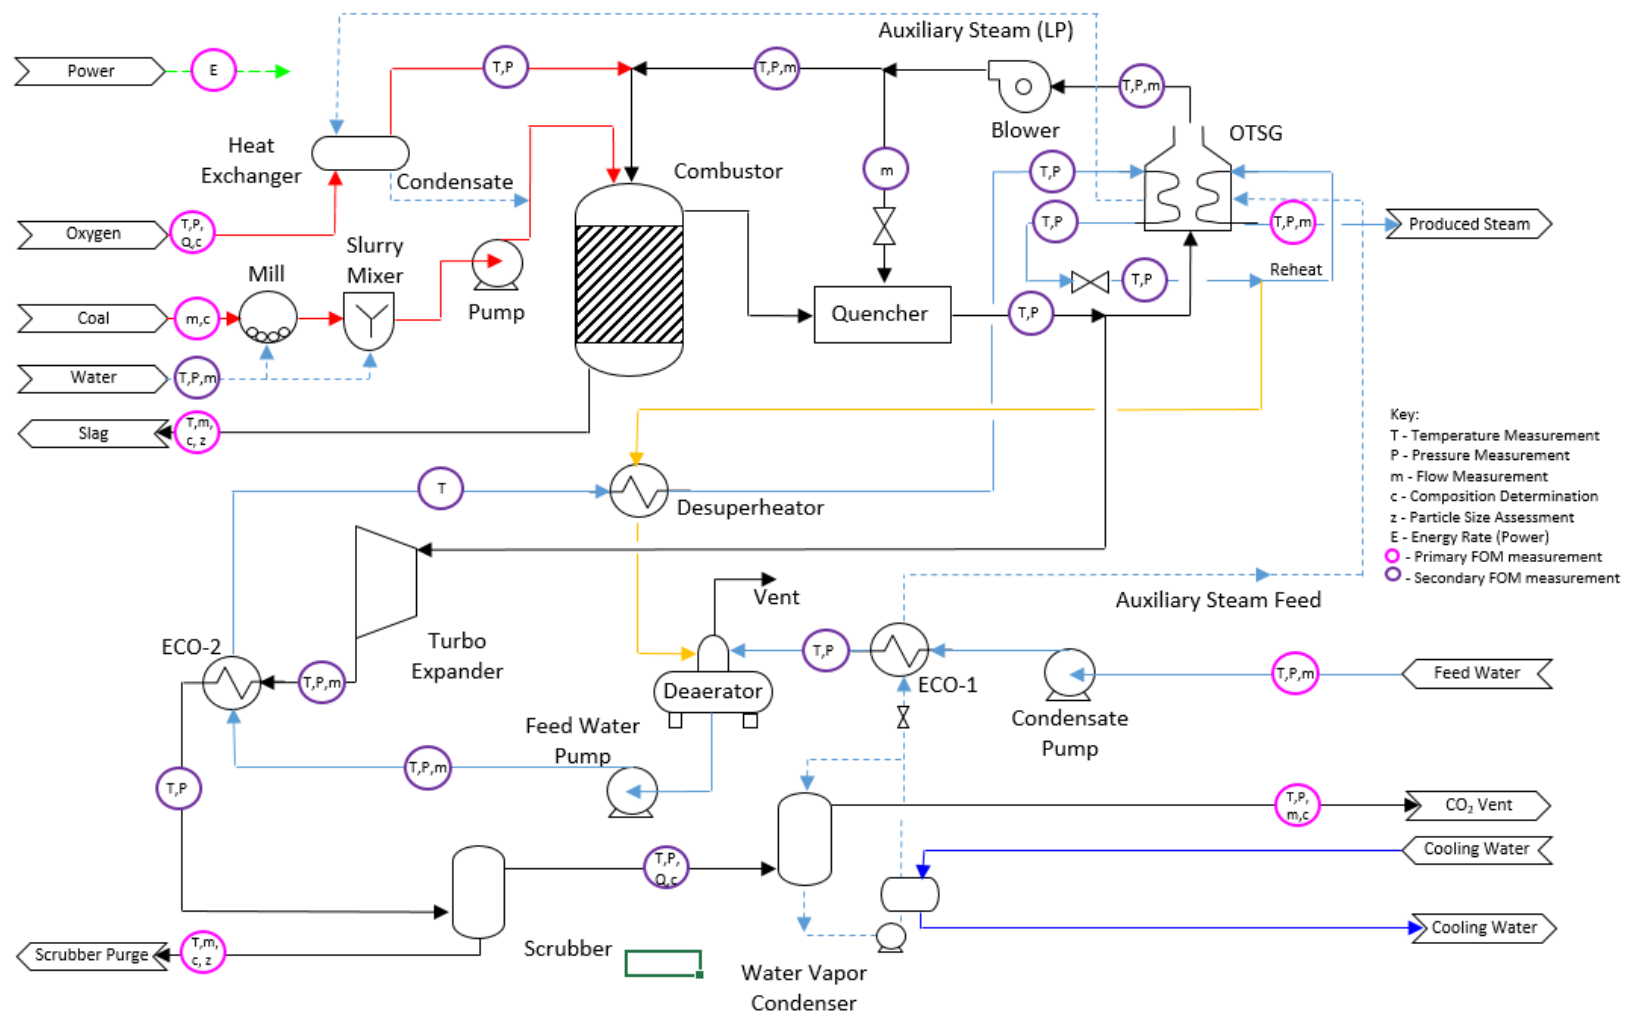 Auxiliary Steam (LP)
Power
E
T,P
T,P,m
T,P,m
Blower
OTSG
Heat
Exchanger
Condensate
Combustor
m
T,P
T,P
T,P,m
Produced Steam
Oxygen
T,P,
Q,c
Slurry
Mixer
Mill
Pump
T,P
Reheat
Coal
m,c
Quencher
T,P
Water
T,P,m
Slag
T,m,
c, z
Key:
T - Temperature Measurement
P - Pressure Measurement
m - Flow Measurement
c - Composition Determination
z - Particle Size Assessment
E - Energy Rate (Power)
- Primary FOM measurement
- Secondary FOM measurement
T
Desuperheator
Vent
Auxiliary Steam Feed
ECO-2
T,P,m
Turbo
Expander
T,P
ECO-1
Deaerator
T,P,m
Feed Water
Condensate
Pump
Feed Water
Pump
T,P,m
T,P
T,P,
m,c
CO₂ Vent
Cooling Water
T,P,
Q,c
Cooling Water
Scrubber Purge
T,m,
c, z
Scrubber
Water Vapor
Condenser